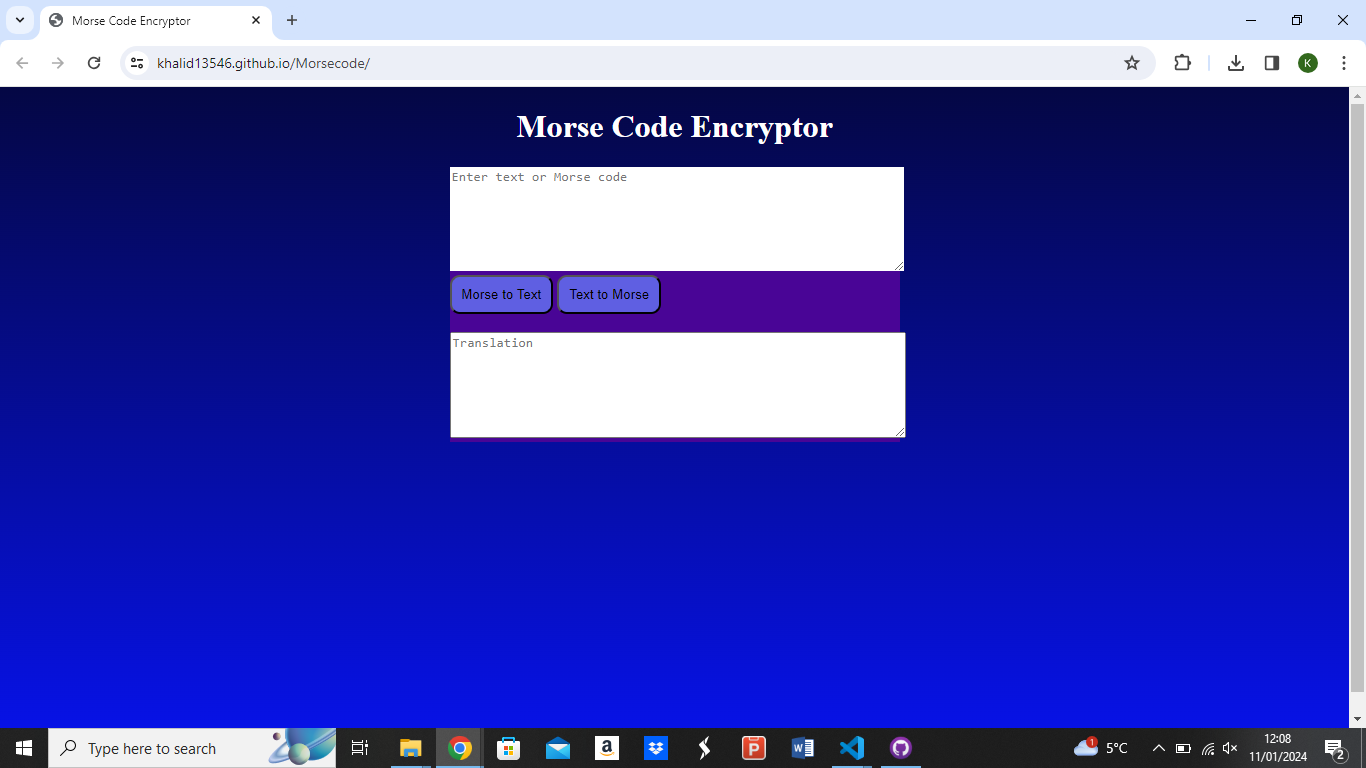 Morse Code Encryptor
khalid13546.github.io/Morsecode/
K
Morse Code Encryptor
Enter text or Morse code
Morse to Text Text to Morse
Translation
Type here to search
a
P
W
1
5°C
12:08
11/01/2024
2